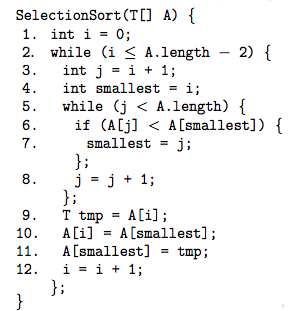 SelectionSort(T[] A) {
1. int i = 0;
2. while (i ≤ A.length − 2) {
3. int j = i + 1;
4. int smallest = i;
5. while (j < A.length) {
6. if (A[j] < A[smallest]) {
7. smallest = j;
};
8. j = j + 1;
};
9. T tmp = A[i];
10. A[i] = A[smallest];
11. A[smallest] = tmp;
12. i = i + 1;
};
}